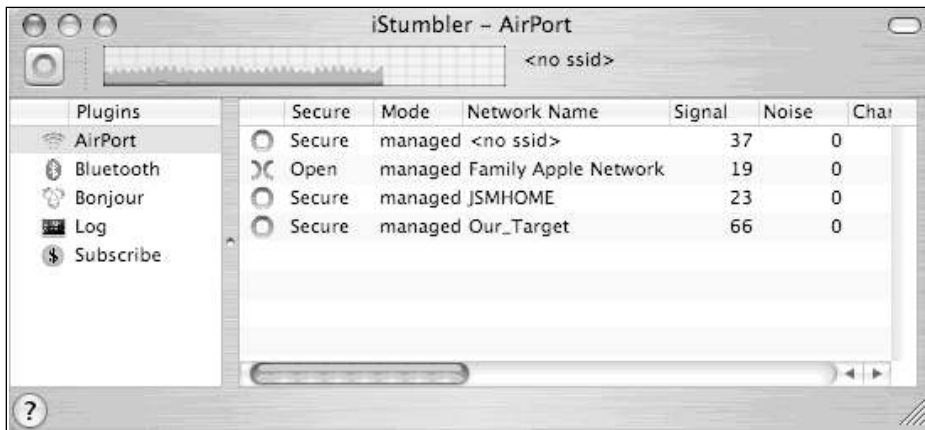 iStumbler – AirPort
<no ssid>
Plugins Secure Mode Network Name Signal Noise Chai
AirPort Secure managed <no ssid> 37 0
Bluetooth Open managed Family Apple Network 19 0
Bonjour Secure managed JSMHOME 23 0
Log Secure managed Our_Target 66 0
$ Subscribe
?